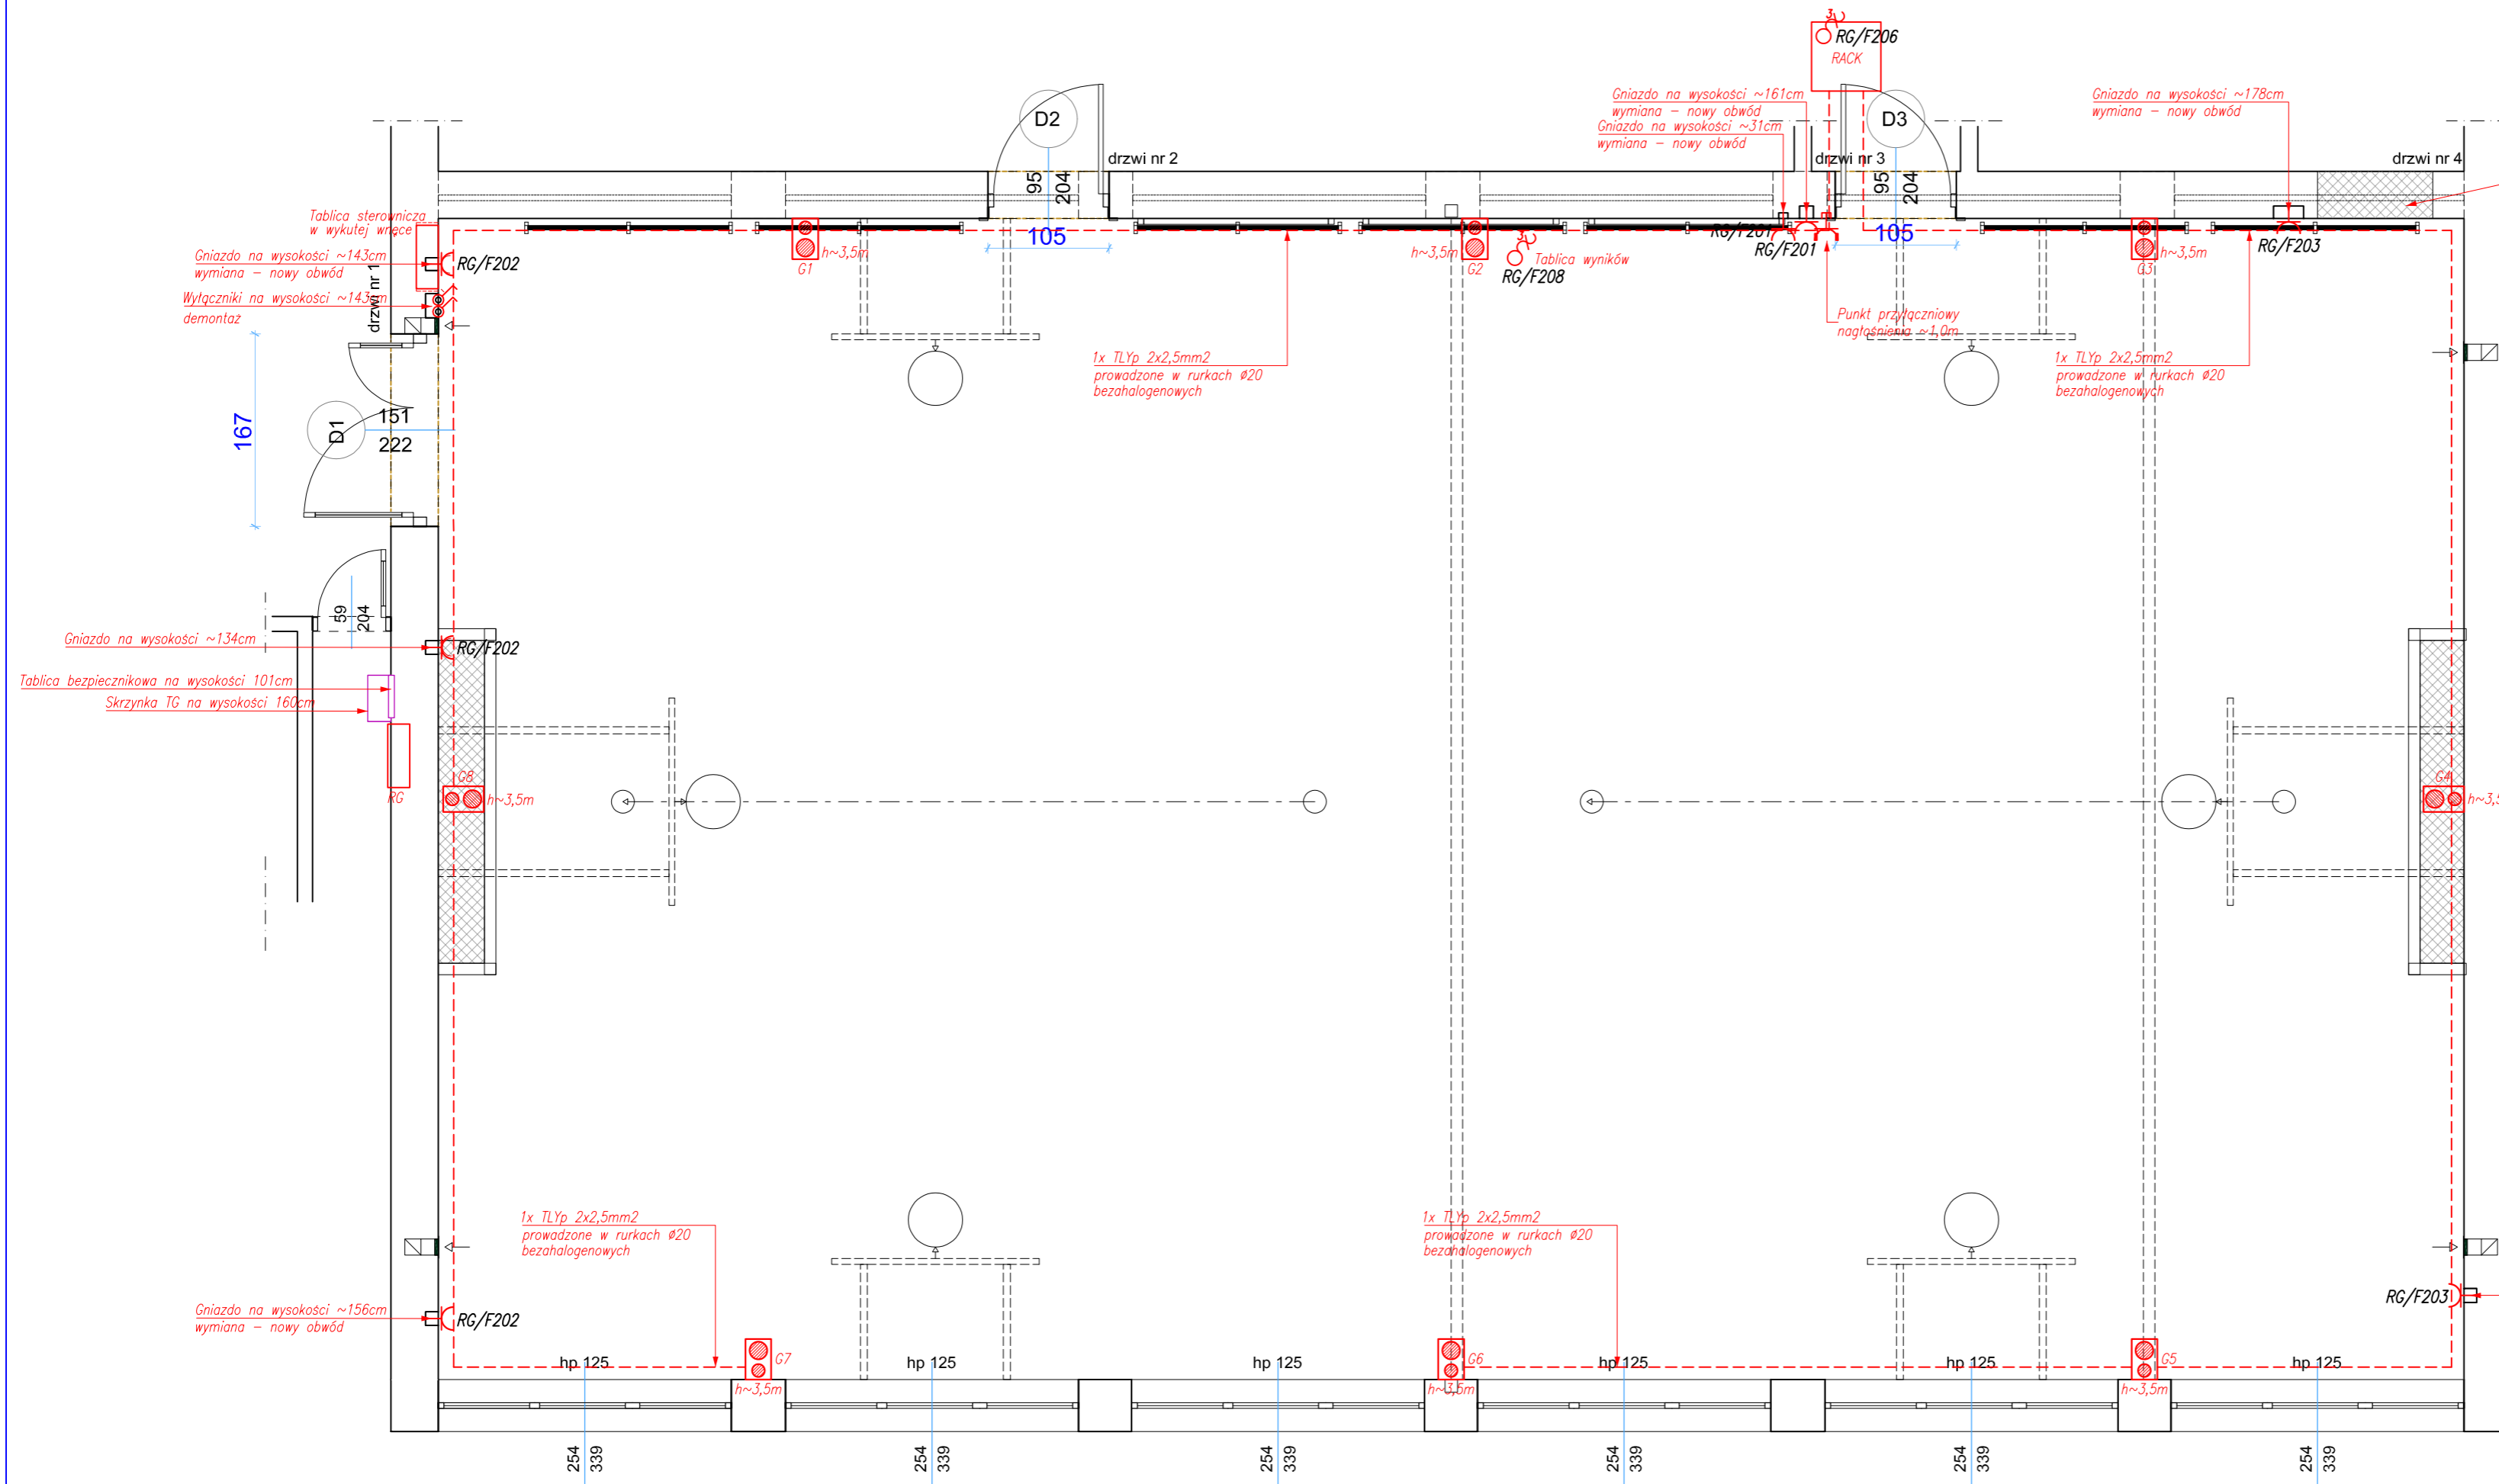 3
RG/F206
RACK
Gniazdo na wysokości ~161cm
wymiana – nowy obwód
Gniazdo na wysokości ~31cm
wymiana – nowy obwód
Gniazdo na wysokości ~178cm
wymiana – nowy obwód
D2
D3
drzwi nr 2
drzwi nr 3
drzwi nr 4
95
204
95
204
105
105
Tablica sterownicza
w wykutej wnęce
Gniazdo na wysokości ~143cm
wymiana – nowy obwód
RG/F202
Wyłączniki na wysokości ~143cm
demontaż
drzwi nr 1
G1
h~3,5m
h~3,5m
G2
3
Tablica wyników
RG/F208
RG/F201
RG/F201
G3
h~3,5m
RG/F203
Punkt przyłączniowy
nagłośnienia ~1,0m
1x TLYp 2x2,5mm2
prowadzone w rurkach ø20
bezahalogenowych
1x TLYp 2x2,5mm2
prowadzone w rurkach ø20
bezahalogenowych
167
D1
151
222
59
204
Gniazdo na wysokości ~134cm
RG/F202
Tablica bezpiecznikowa na wysokości 101cm
Skrzynka TG na wysokości 160cm
RG
G8
h~3,5m
G4
h~3,5
1x TLYp 2x2,5mm2
prowadzone w rurkach ø20
bezahalogenowych
1x TLYp 2x2,5mm2
prowadzone w rurkach ø20
bezahalogenowych
Gniazdo na wysokości ~156cm
wymiana – nowy obwód
RG/F202
RG/F203
G7
h~3,5m
G6
h~3,5m
G5
h~3,5m
hp 125
hp 125
hp 125
hp 125
hp 125
hp 125
254
339
254
339
254
339
254
339
254
339
254
339